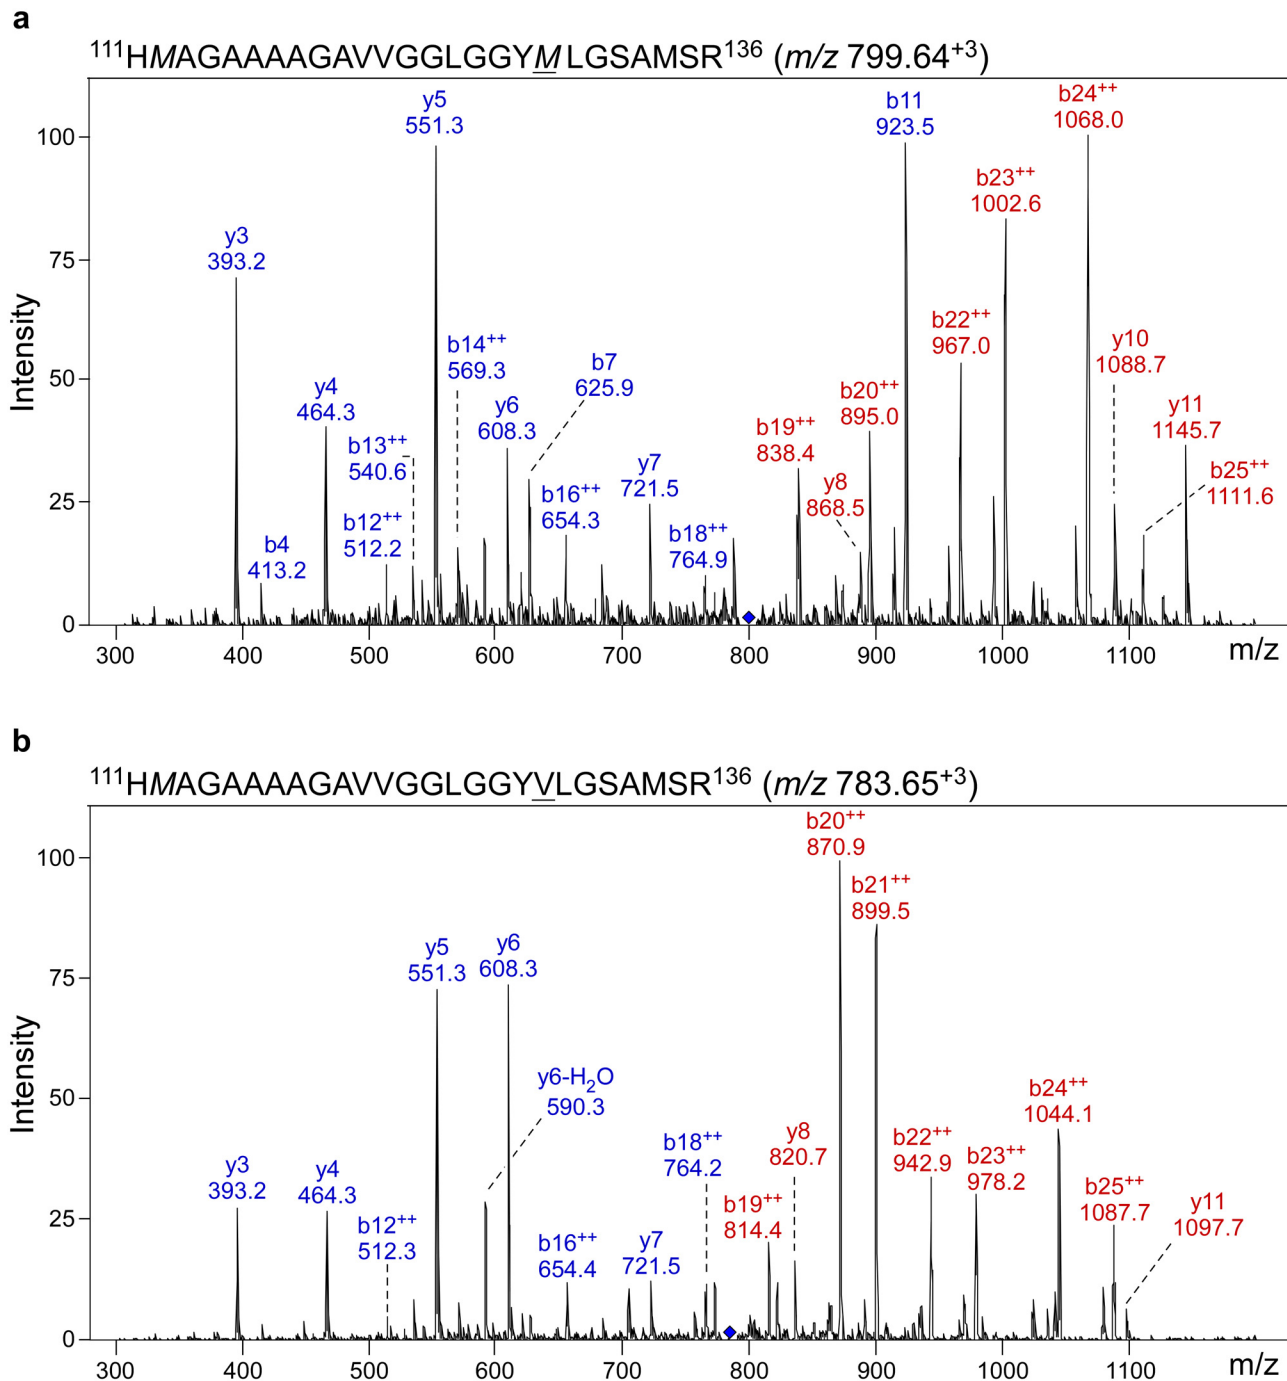 a
¹¹¹HMAGAAAAGAVVGGLGGYMLGSAMSR¹³⁶ (m/z 799.64⁺³)
Intensity
100
75
50
25
0
300 400 500 600 700 800 900 1000 1100 m/z
y3
393.2
b4
413.2
y4
464.3
b13⁺⁺
540.6
b12⁺⁺
512.2
y5
551.3
b14⁺⁺
569.3
y6
608.3
b7
625.9
b16⁺⁺
654.3
y7
721.5
b18⁺⁺
764.9
b19⁺⁺
838.4
y8
868.5
b20⁺⁺
895.0
b11
923.5
b22⁺⁺
967.0
b23⁺⁺
1002.6
b24⁺⁺
1068.0
y10
1088.7
y11
1145.7
b25⁺⁺
1111.6
b
¹¹¹HMAGAAAAGAVVGGLGGYVLGSAMSR¹³⁶ (m/z 783.65⁺³)
Intensity
100
75
50
25
0
300 400 500 600 700 800 900 1000 1100 m/z
y3
393.2
y4
464.3
b12⁺⁺
512.3
y5
551.3
y6
608.3
y6-H₂O
590.3
b16⁺⁺
654.4
y7
721.5
b18⁺⁺
764.2
b19⁺⁺
814.4
y8
820.7
b20⁺⁺
870.9
b21⁺⁺
899.5
b22⁺⁺
942.9
b23⁺⁺
978.2
b24⁺⁺
1044.1
b25⁺⁺
1087.7
y11
1097.7